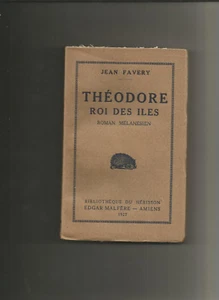 JEAN FAVERY
THÉODORE
ROI DES ILES
ROMAN MÉLANÉSIEN
BIBLIOTHÈQUE DU HÉRISSON
EDGAR MALFÈRE — AMIENS